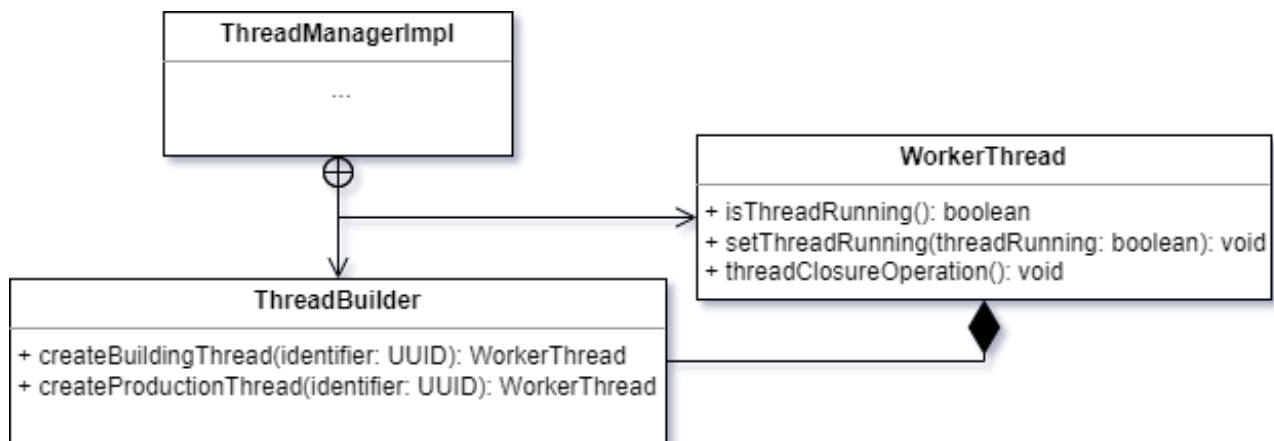 ThreadManagerImpl
...
WorkerThread
+ isThreadRunning(): boolean
+ setThreadRunning(threadRunning: boolean): void
+ threadClosureOperation(): void
ThreadBuilder
+ createBuildingThread(identifier: UUID): WorkerThread
+ createProductionThread(identifier: UUID): WorkerThread